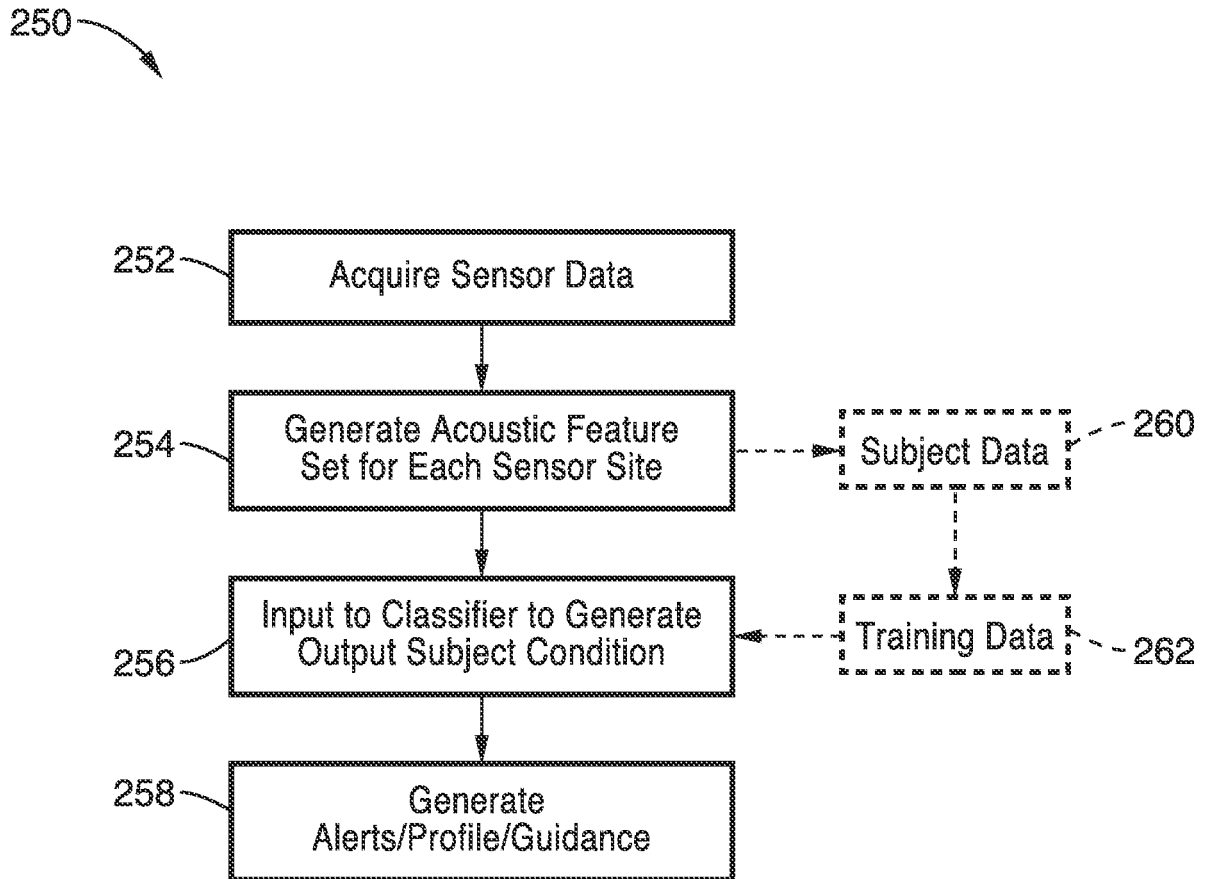 250
252
Acquire Sensor Data
254
Generate Acoustic Feature
Set for Each Sensor Site
Subject Data
260
256
Input to Classifier to Generate
Output Subject Condition
Training Data
262
258
Generate
Alerts/Profile/Guidance